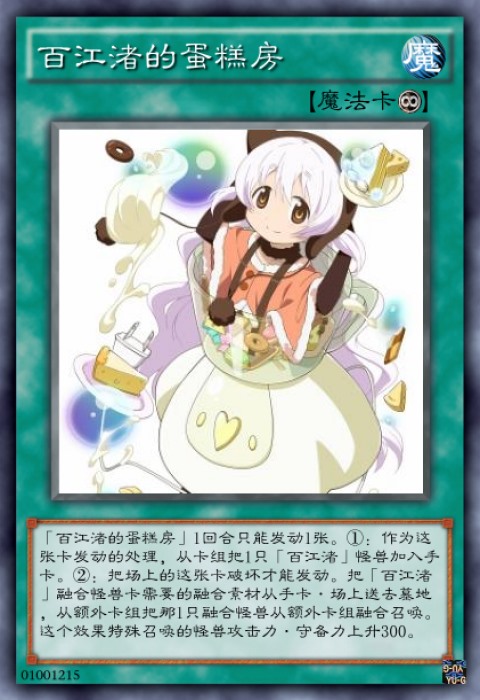 百江渚的蛋糕房
魔
【魔法卡♾】
「百江渚的蛋糕房」1回合只能发动1张。①：作为这
张卡发动的处理，从卡组把1只「百江渚」怪兽加入手
卡。②：把场上的这张卡破坏才能发动。把「百江渚」
融合怪兽卡需要的融合素材从手卡·场上送去墓地
，从额外卡组把那1只融合怪兽从额外卡组融合召唤。
这个效果特殊召唤的怪兽攻击力·守备力上升300。
01001215